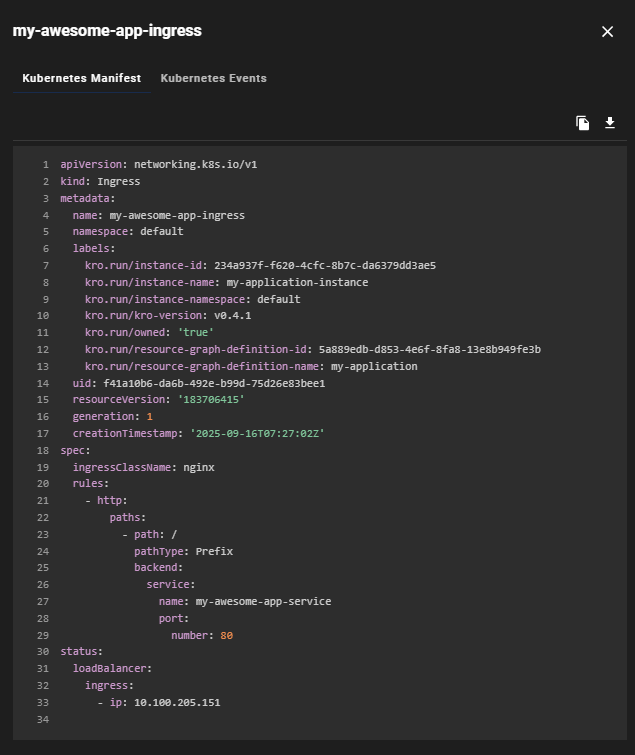 my-awesome-app-ingress
Kubernetes Manifest Kubernetes Events
1 apiVersion: networking.k8s.io/v1
2 kind: Ingress
3 metadata:
4   name: my-awesome-app-ingress
5   namespace: default
6   labels:
7     kro.run/instance-id: 234a937f-f620-4cfc-8b7c-da6379dd3ae5
8     kro.run/instance-name: my-application-instance
9     kro.run/instance-namespace: default
10     kro.run/kro-version: v0.4.1
11     kro.run/owned: 'true'
12     kro.run/resource-graph-definition-id: 5a889edb-d853-4e6f-8fa8-13e8b949fe3b
13     kro.run/resource-graph-definition-name: my-application
14   uid: f41a10b6-da6b-492e-b99d-75d26e83bee1
15   resourceVersion: '183706415'
16   generation: 1
17   creationTimestamp: '2025-09-16T07:27:02Z'
18 spec:
19   ingressClassName: nginx
20   rules:
21     - http:
22         paths:
23           - path: /
24             pathType: Prefix
25             backend:
26               service:
27                 name: my-awesome-app-service
28                 port:
29                   number: 80
30 status:
31   loadBalancer:
32     ingress:
33       - ip: 10.100.205.151
34